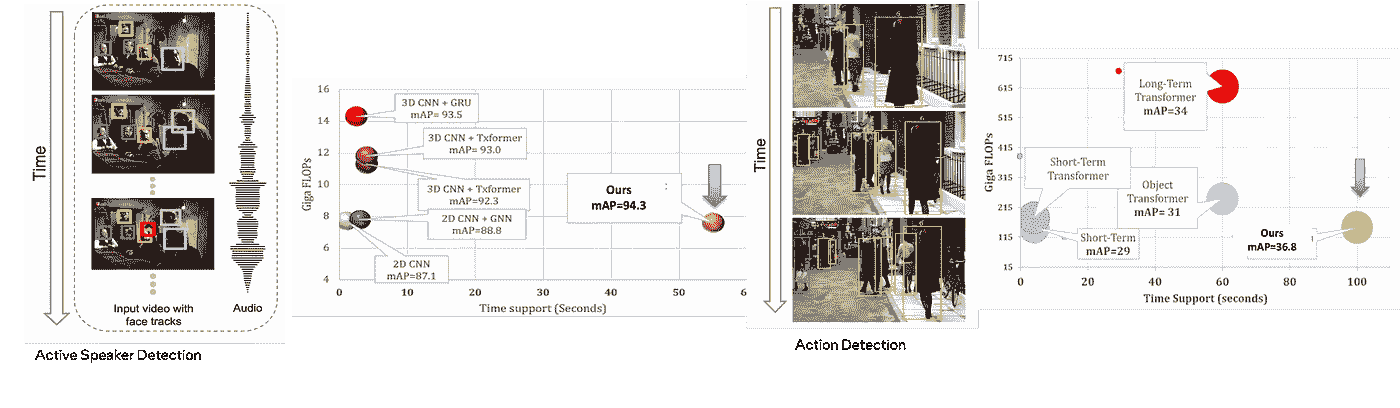 Time
Input video with
face tracks
Audio
Active Speaker Detection
16
14
12
10
8
6
4
Giga FLOPs
3D CNN + GRU
mAP= 93.5
3D CNN + Txformer
mAP= 93.0
3D CNN + Txformer
mAP=92.3
2D CNN + GNN
mAP=88.8
2D CNN
mAP=87.1
Ours
mAP=94.3
0
10
20
30
40
50
6
Time support (Seconds)
Time
Action Detection
715
615
515
415
315
215
115
15
Giga FLOPs
Long-Term
Transformer
mAP=34
Short-Term
Transformer
Object
Transformer
mAP= 31
Short-Term
mAP=29
Ours
mAP=36.8
0
20
40
60
80
100
Time Support (seconds)